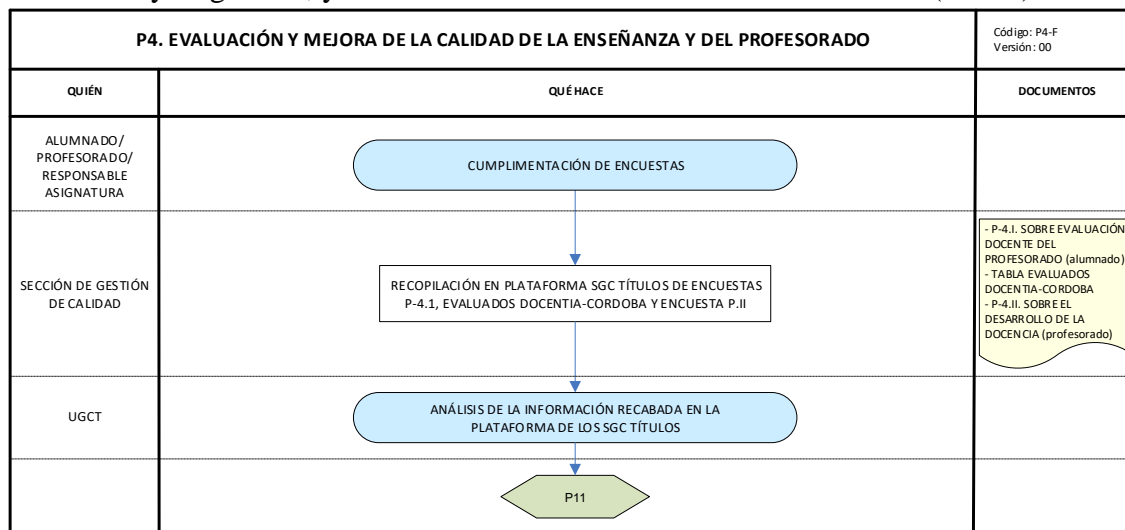 P4. EVALUACIÓN Y MEJORA DE LA CALIDAD DE LA ENSEÑANZA Y DEL PROFESORADO
Código: P4-F
Versión: 00
QUIÉN
QUÉ HACE
DOCUMENTOS
ALUMNADO/
PROFESORADO/
RESPONSABLE
ASIGNATURA
CUMPLIMENTACIÓN DE ENCUESTAS
SECCIÓN DE GESTIÓN
DE CALIDAD
RECOPILACIÓN EN PLATAFORMA SGC TÍTULOS DE ENCUESTAS
P-4.1, EVALUADOS DOCENTIA-CORDOBA Y ENCUESTA P.II
- P-4.I. SOBRE EVALUACIÓN
DOCENTE DEL
PROFESORADO (alumnado)
- TABLA EVALUADOS
DOCENTIA-CORDOBA
- P-4.II. SOBRE EL
DESARROLLO DE LA
DOCENCIA (profesorado)
UGCT
ANÁLISIS DE LA INFORMACIÓN RECABADA EN LA
PLATAFORMA DE LOS SGC TÍTULOS
P11